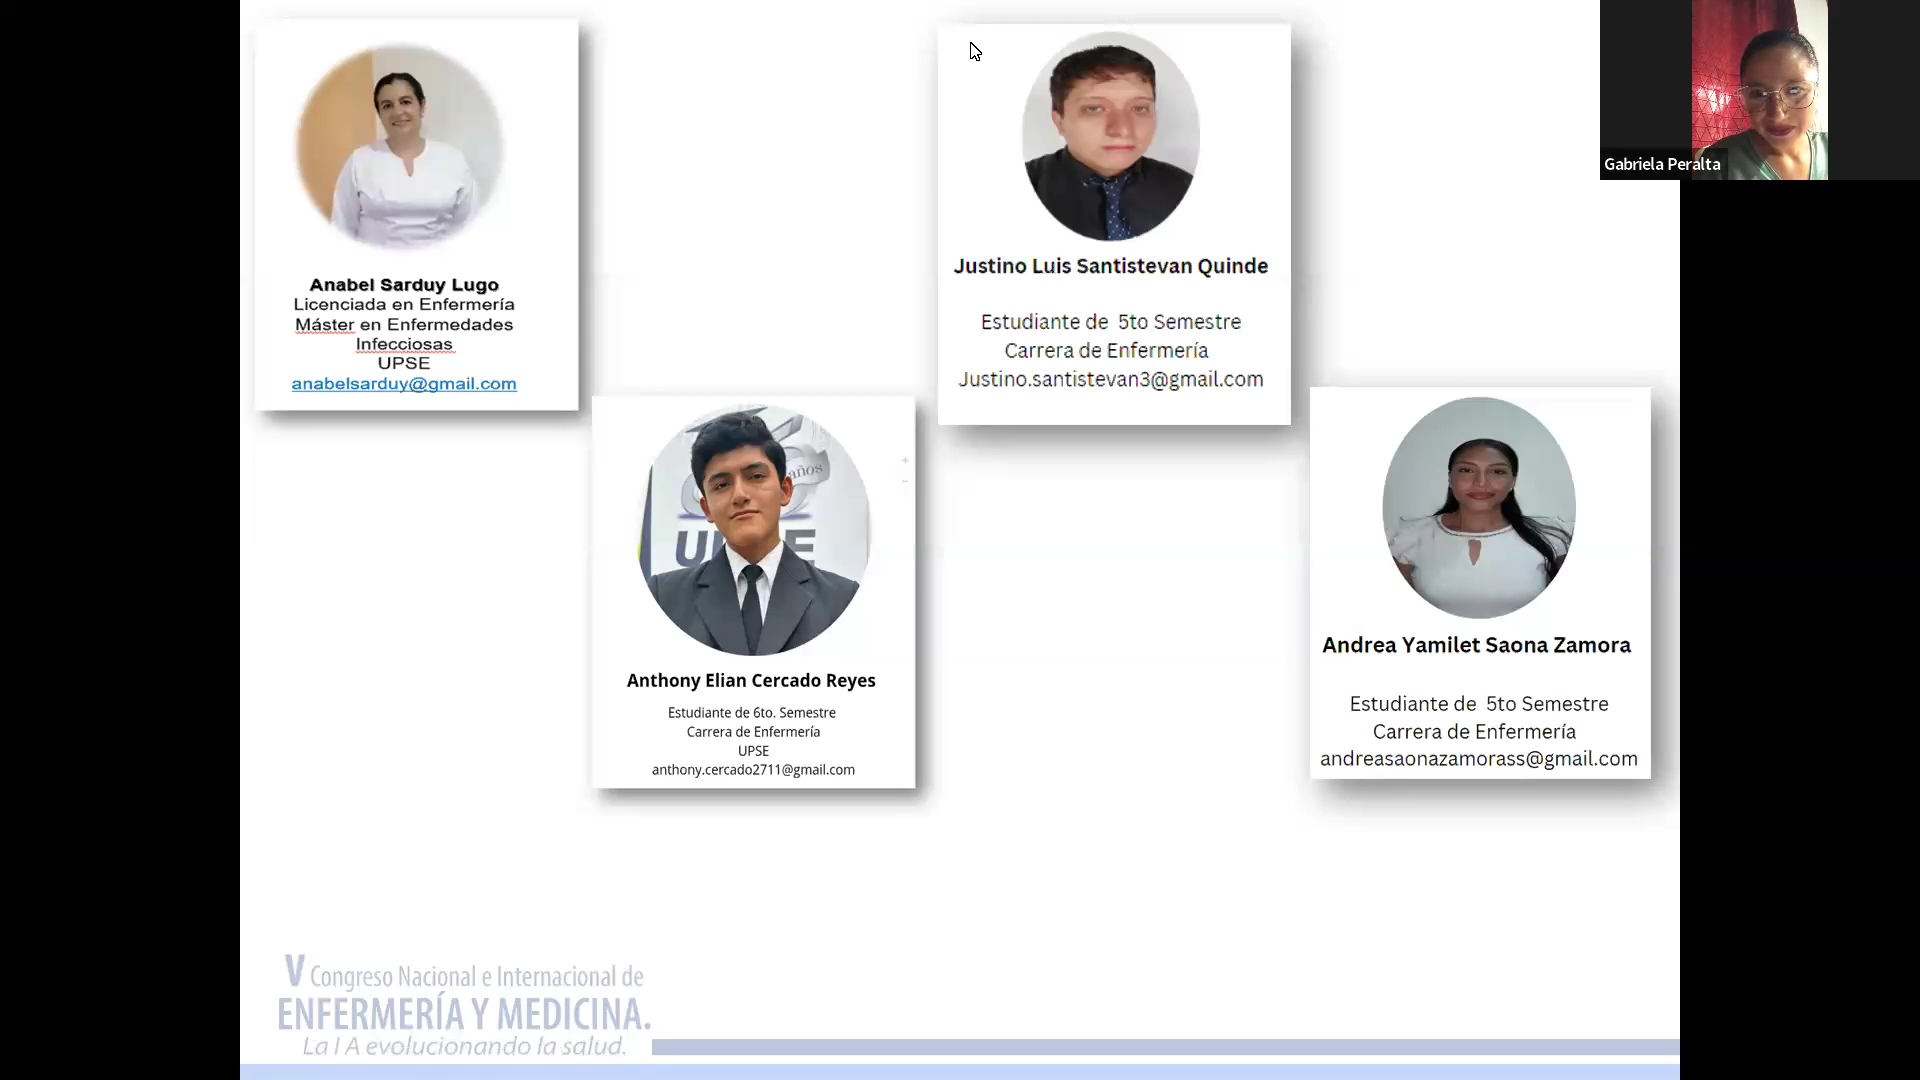 Anabel Sarduy Lugo
Licenciada en Enfermería
Máster en Enfermedades
Infecciosas
UPSE
anabelsarduy@gmail.com
años
Anthony Elian Cercado Reyes
Estudiante de 6to. Semestre
Carrera de Enfermería
UPSE
anthony.cercado2711@gmail.com
Justino Luis Santistevan Quinde
Estudiante de 5to Semestre
Carrera de Enfermería
Justino.santistevan3@gmail.com
Andrea Yamilet Saona Zamora
Estudiante de 5to Semestre
Carrera de Enfermería
andreasaonazamorass@gmail.com
Gabriela Peralta
V Congreso Nacional e Internacional de
ENFERMERÍA Y MEDICINA.
La I A evolucionando la salud.